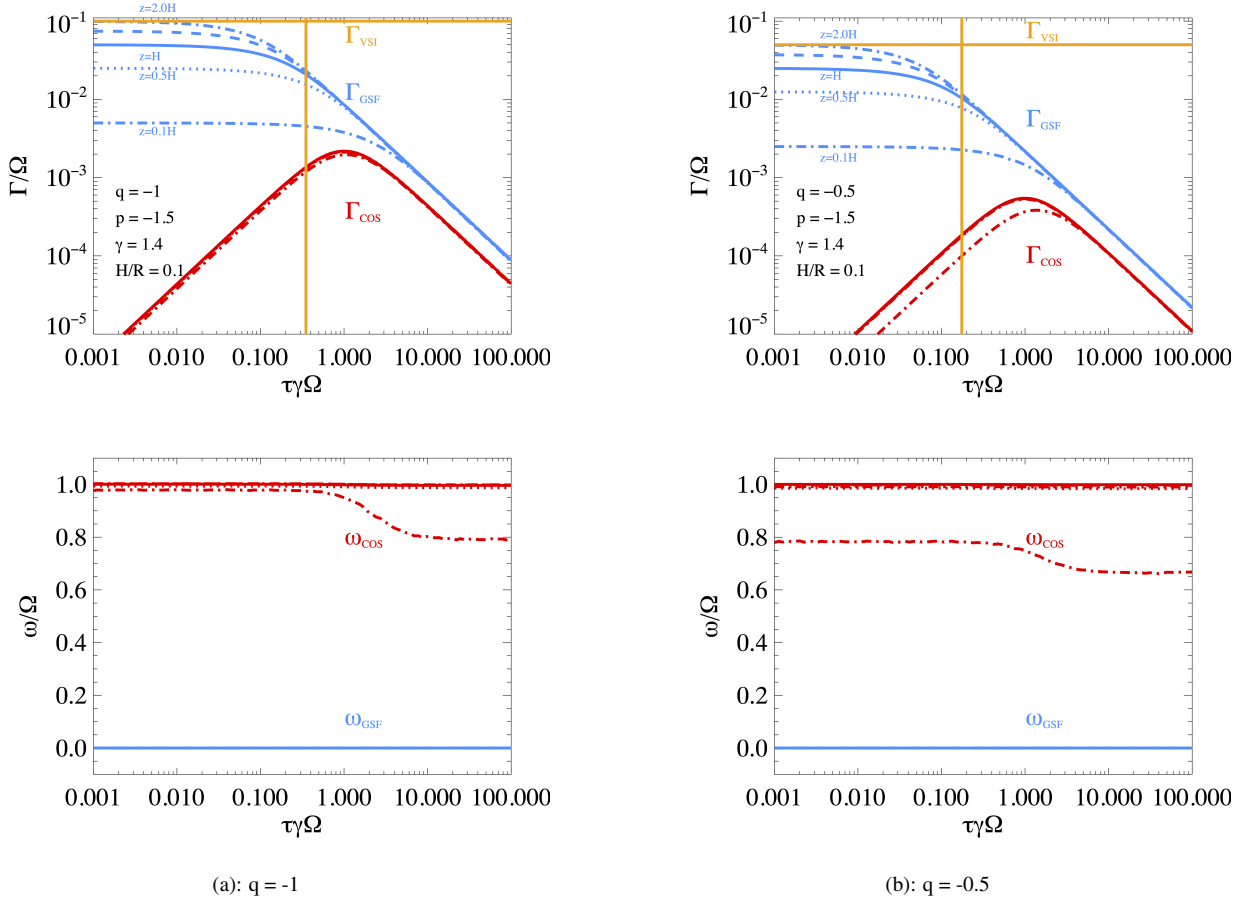 10⁻¹
10⁻²
10⁻³
10⁻⁴
10⁻⁵
Γ/Ω
z=2.0H
z=H
z=0.5H
z=0.1H
Γ_VSI
Γ_GSF
Γ_COS
q = −1
p = −1.5
γ = 1.4
H/R = 0.1
0.001 0.010 0.100 1.000 10.000 100.000
τγΩ
10⁻¹
10⁻²
10⁻³
10⁻⁴
10⁻⁵
Γ/Ω
z=2.0H
z=H
z=0.5H
z=0.1H
Γ_VSI
Γ_GSF
Γ_COS
q = −0.5
p = −1.5
γ = 1.4
H/R = 0.1
0.001 0.010 0.100 1.000 10.000 100.000
τγΩ
1.0
0.8
0.6
0.4
0.2
0.0
ω/Ω
ω_COS
ω_GSF
0.001 0.010 0.100 1.000 10.000 100.000
τγΩ
(a): q = -1
1.0
0.8
0.6
0.4
0.2
0.0
ω/Ω
ω_COS
ω_GSF
0.001 0.010 0.100 1.000 10.000 100.000
τγΩ
(b): q = -0.5